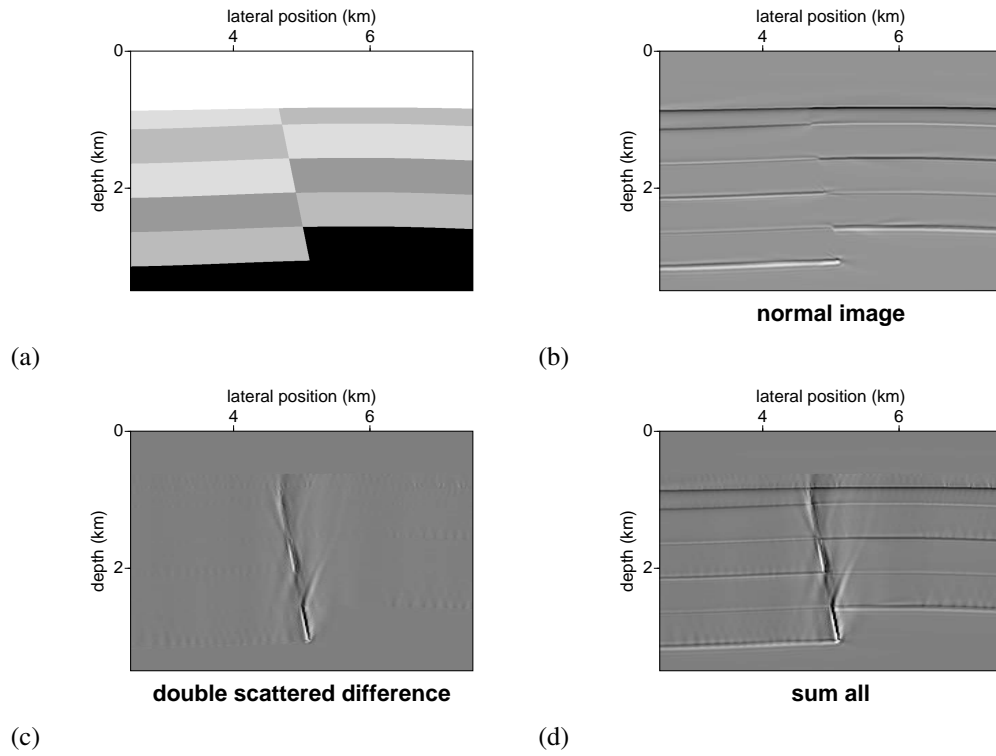 lateral position (km)
4 6
0
depth (km)
2
(a)
lateral position (km)
4 6
0
depth (km)
2
normal image
(b)
lateral position (km)
4 6
0
depth (km)
2
double scattered difference
(c)
lateral position (km)
4 6
0
depth (km)
2
sum all
(d)